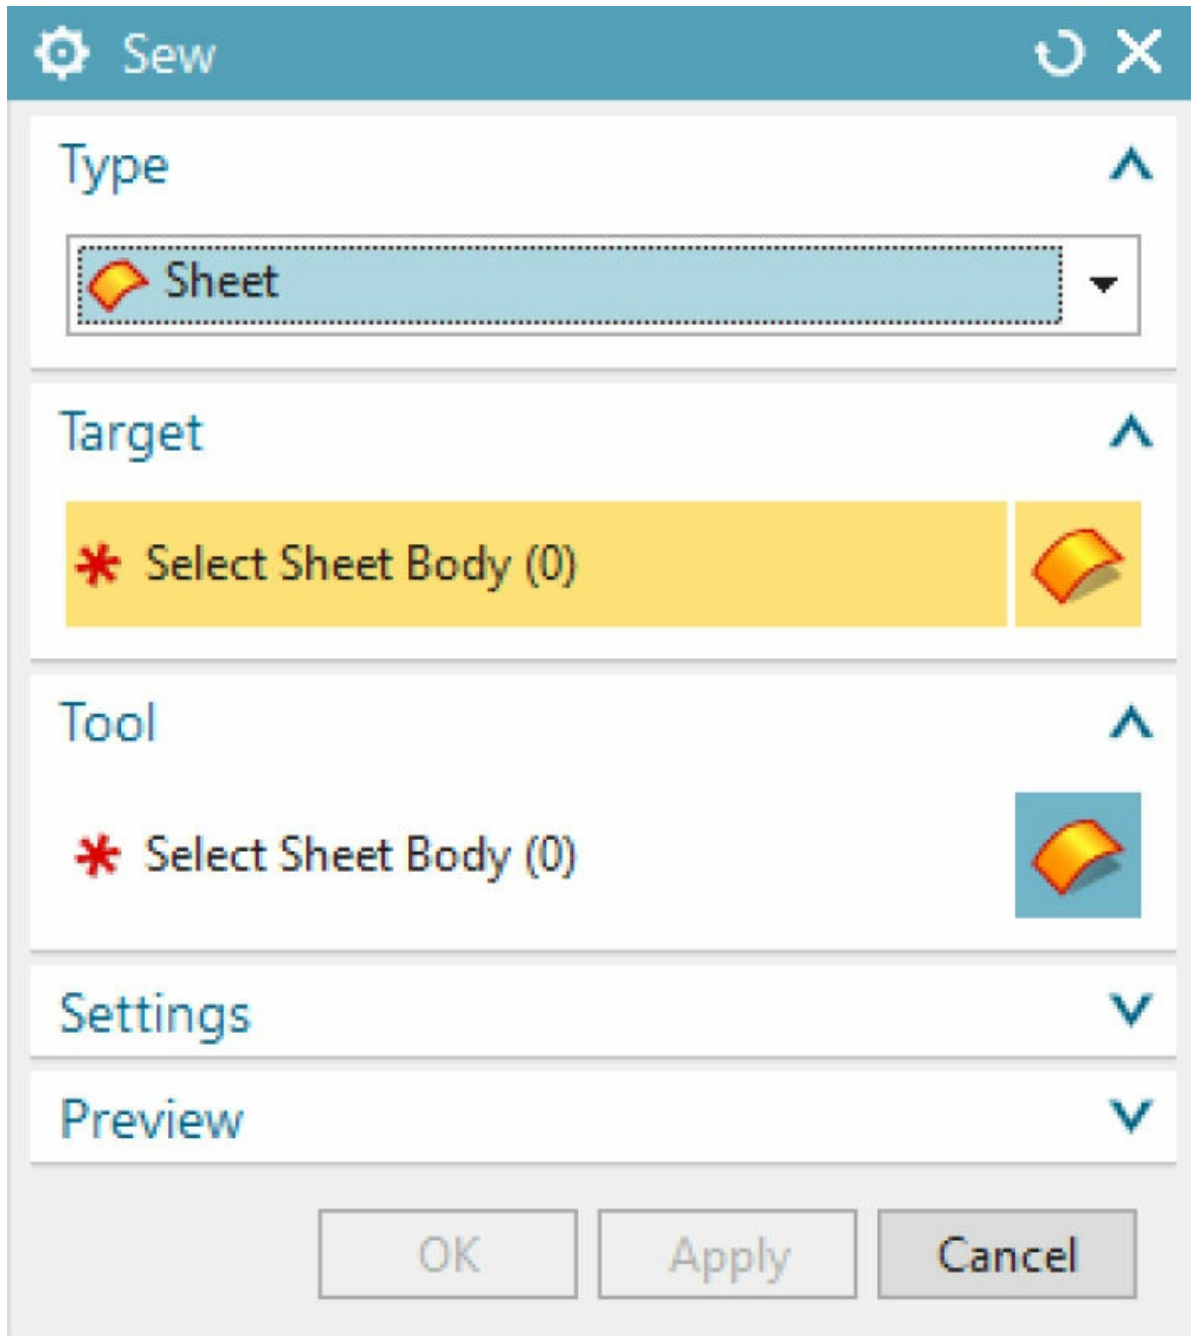 Sew
Type
Sheet
Target
* Select Sheet Body (0)
Tool
* Select Sheet Body (0)
Settings
Preview
OK Apply Cancel